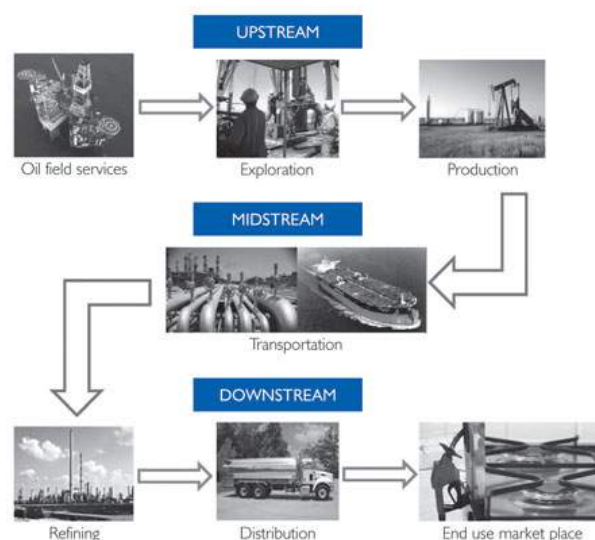 UPSTREAM
Oil field services
Exploration
Production
MIDSTREAM
Transportation
DOWNSTREAM
Refining
Distribution
End use market place